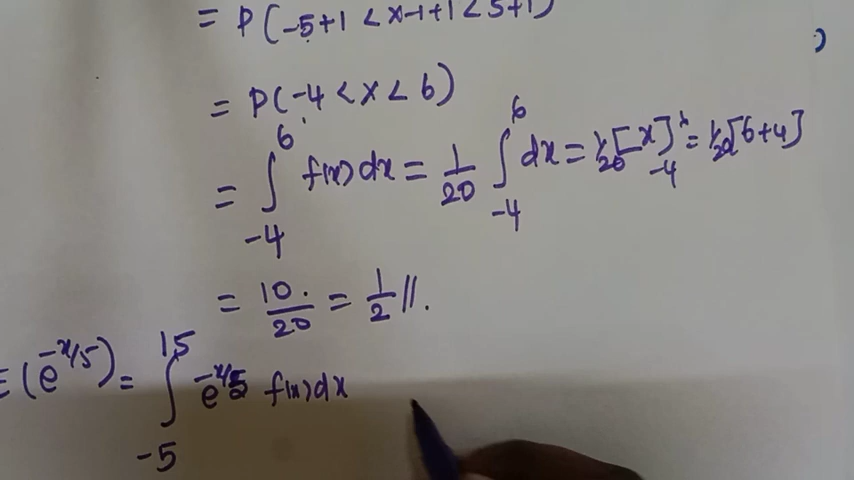 = P(-5+1 < x-1+1 < 5+1)
= P(-4 < x < 6)
= ∫_{-4}^{6} f(x) dx = 1/20 ∫_{-4}^{6} dx = 1/20 [x]_{-4} = 1/20 [6+4]
= 10/20 = 1/2 //.
E(e^{-x/5}) = ∫_{-5}^{15} e^{-x/5} f(x) dx